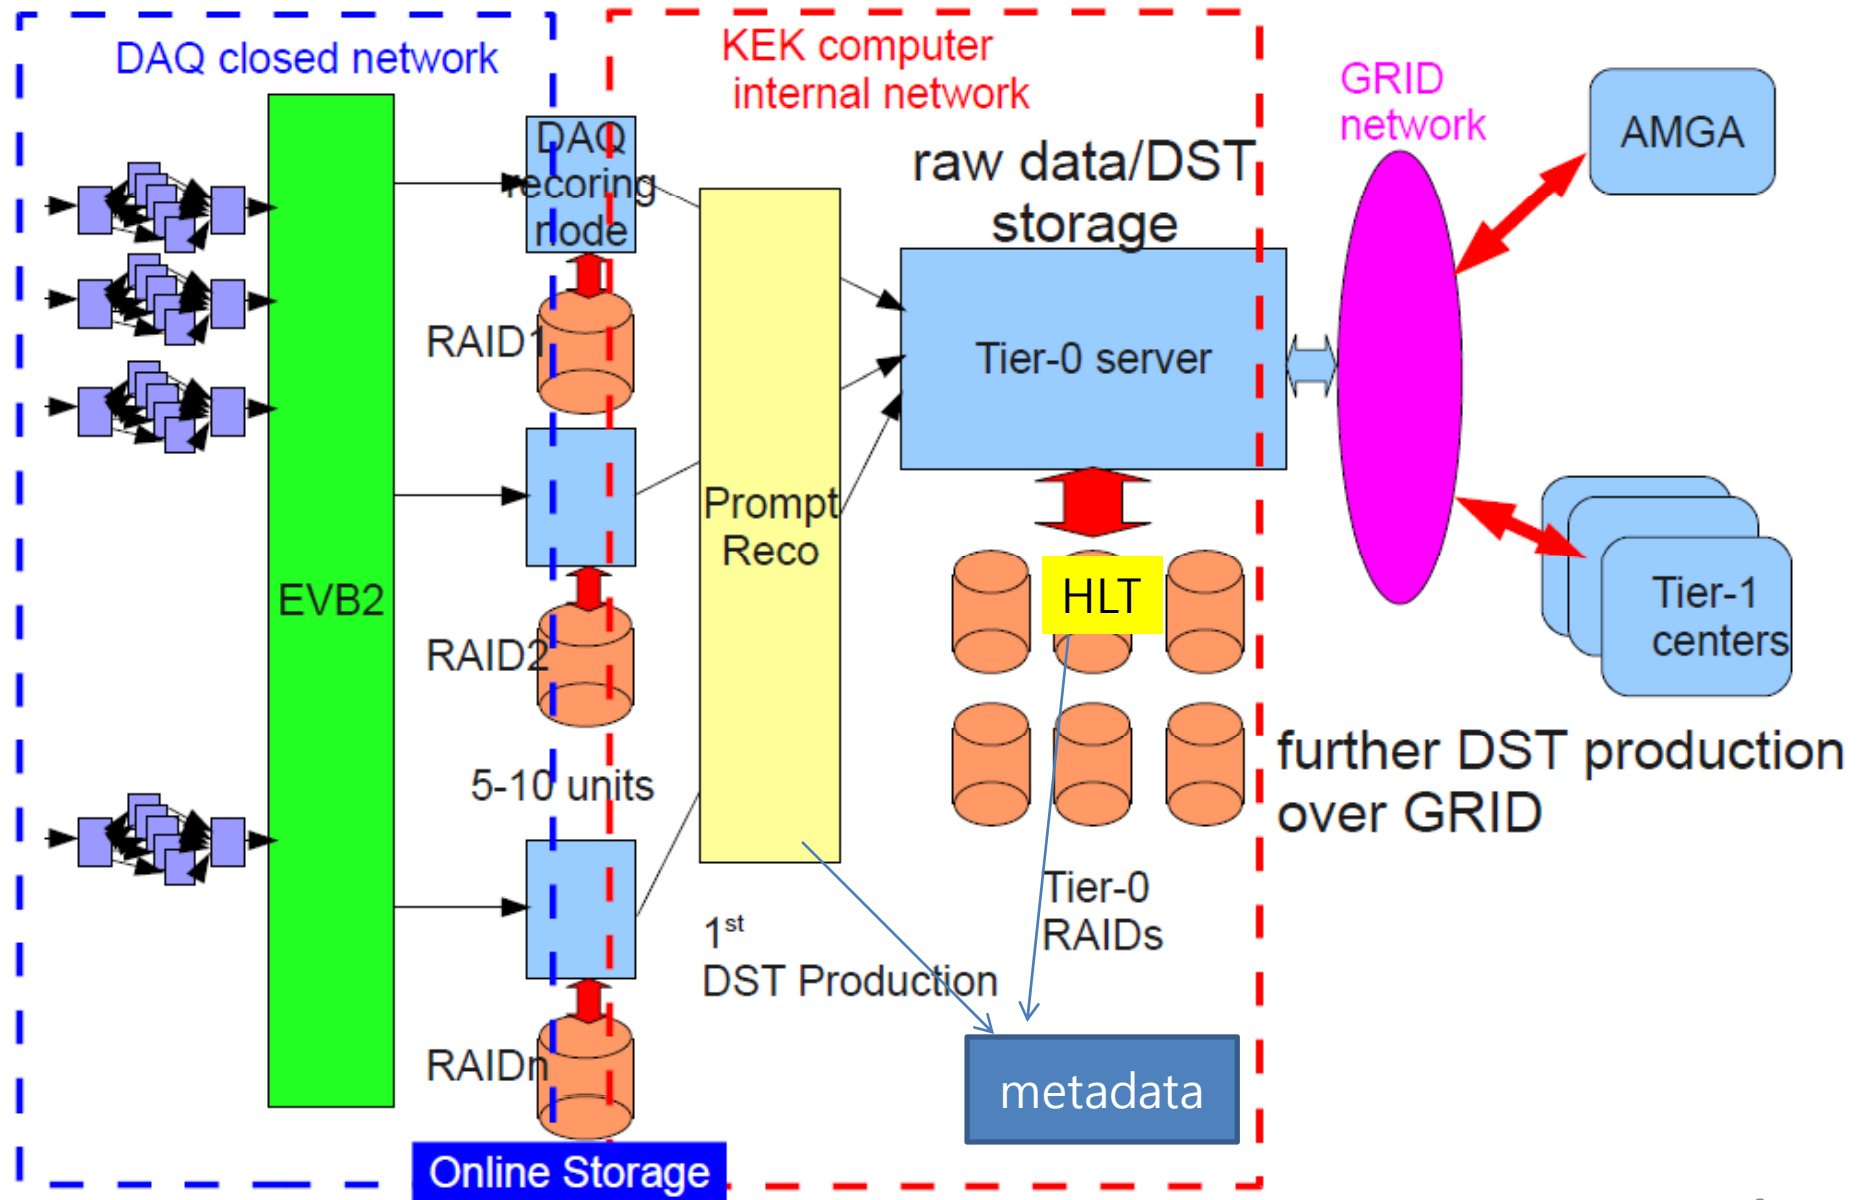 DAQ closed network
KEK computer
internal network
GRID
network
AMGA
DAQ
recoring
node
raw data/DST
storage
RAID1
Tier-0 server
Prompt
Reco
EVB2
HLT
RAID2
Tier-1
centers
5-10 units
further DST production
over GRID
Tier-0
RAIDs
1st
DST Production
RAIDn
metadata
Online Storage